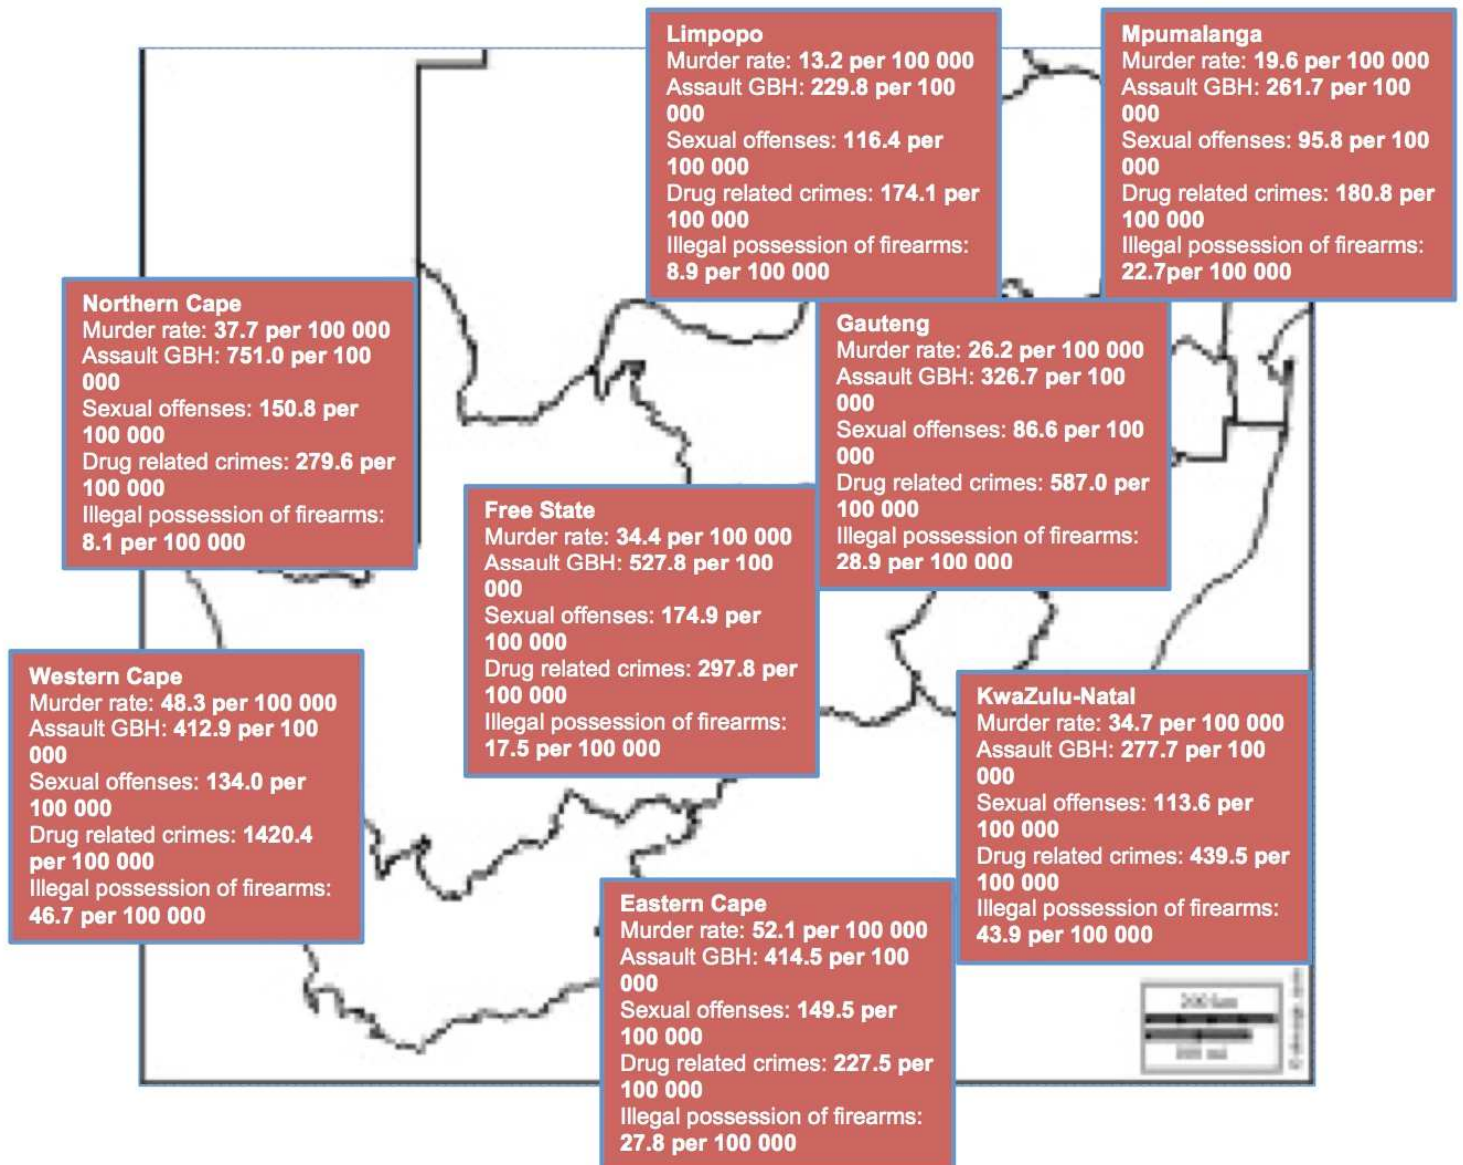 Limpopo
Murder rate: 13.2 per 100 000
Assault GBH: 229.8 per 100
000
Sexual offenses: 116.4 per
100 000
Drug related crimes: 174.1 per
100 000
Illegal possession of firearms:
8.9 per 100 000
Mpumalanga
Murder rate: 19.6 per 100 000
Assault GBH: 261.7 per 100
000
Sexual offenses: 95.8 per 100
000
Drug related crimes: 180.8 per
100 000
Illegal possession of firearms:
22.7per 100 000
Northern Cape
Murder rate: 37.7 per 100 000
Assault GBH: 751.0 per 100
000
Sexual offenses: 150.8 per
100 000
Drug related crimes: 279.6 per
100 000
Illegal possession of firearms:
8.1 per 100 000
Gauteng
Murder rate: 26.2 per 100 000
Assault GBH: 326.7 per 100
000
Sexual offenses: 86.6 per 100
000
Drug related crimes: 587.0 per
100 000
Illegal possession of firearms:
28.9 per 100 000
Free State
Murder rate: 34.4 per 100 000
Assault GBH: 527.8 per 100
000
Sexual offenses: 174.9 per
100 000
Drug related crimes: 297.8 per
100 000
Illegal possession of firearms:
17.5 per 100 000
Western Cape
Murder rate: 48.3 per 100 000
Assault GBH: 412.9 per 100
000
Sexual offenses: 134.0 per
100 000
Drug related crimes: 1420.4
per 100 000
Illegal possession of firearms:
46.7 per 100 000
KwaZulu-Natal
Murder rate: 34.7 per 100 000
Assault GBH: 277.7 per 100
000
Sexual offenses: 113.6 per
100 000
Drug related crimes: 439.5 per
100 000
Illegal possession of firearms:
43.9 per 100 000
Eastern Cape
Murder rate: 52.1 per 100 000
Assault GBH: 414.5 per 100
000
Sexual offenses: 149.5 per
100 000
Drug related crimes: 227.5 per
100 000
Illegal possession of firearms:
27.8 per 100 000